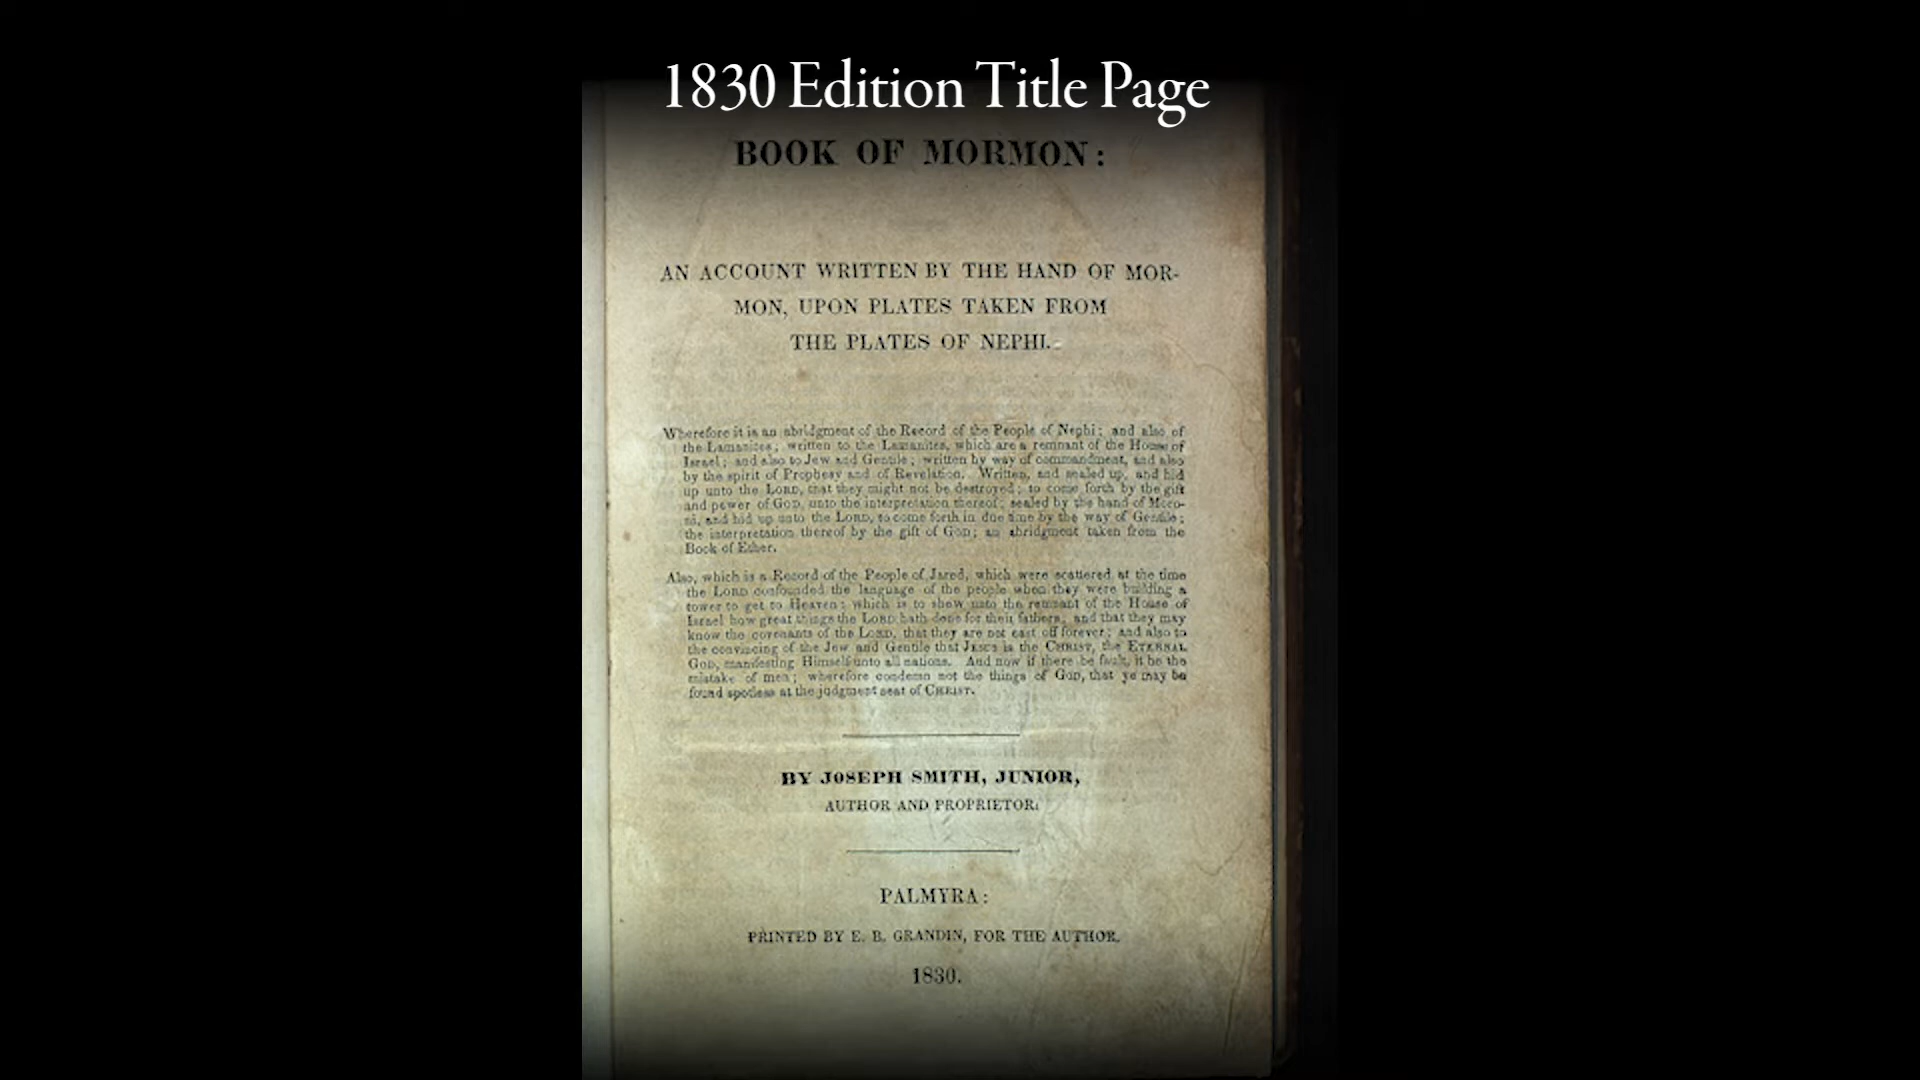 1830 Edition Title Page
BOOK OF MORMON:
AN ACCOUNT WRITTEN BY THE HAND OF MOR-
MON, UPON PLATES TAKEN FROM
THE PLATES OF NEPHI.
Wherefore it is an abridgment of the Record of the People of Nephi; and also of
the Lamanites; written to the Lamanites, which are a remnant of the House of
Israel; and also to Jew and Gentile; written by way of commandment, and also
by the spirit of Prophesy and of Revelation. Written, and sealed up, and hid
up unto the LORD, that they might not be destroyed; to come forth by the gift
and power of GOD, unto the interpretation thereof; sealed by the hand of Moro-
ni, and hid up unto the LORD, to come forth in due time by the way of Gentile;
the interpretation thereof by the gift of GOD; an abridgment taken from the
Book of Ether.
Also, which is a Record of the People of Jared, which were scattered at the time
the LORD confounded the language of the people when they were building a
tower to get to Heaven: which is to shew unto the remnant of the House of
Israel how great things the LORD hath done for their fathers; and that they may
know the covenants of the LORD, that they are not cast off forever; and also to
the convincing of the Jew and Gentile that JESUS is the CHRIST, the ETERNAL
GOD, manifesting Himself unto all nations. And now if there be fault, it be the
mistake of men; wherefore condemn not the things of GOD, that ye may be
found spotless at the judgment seat of CHRIST.
BY JOSEPH SMITH, JUNIOR,
AUTHOR AND PROPRIETOR.
PALMYRA:
PRINTED BY E. B. GRANDIN, FOR THE AUTHOR.
1830.